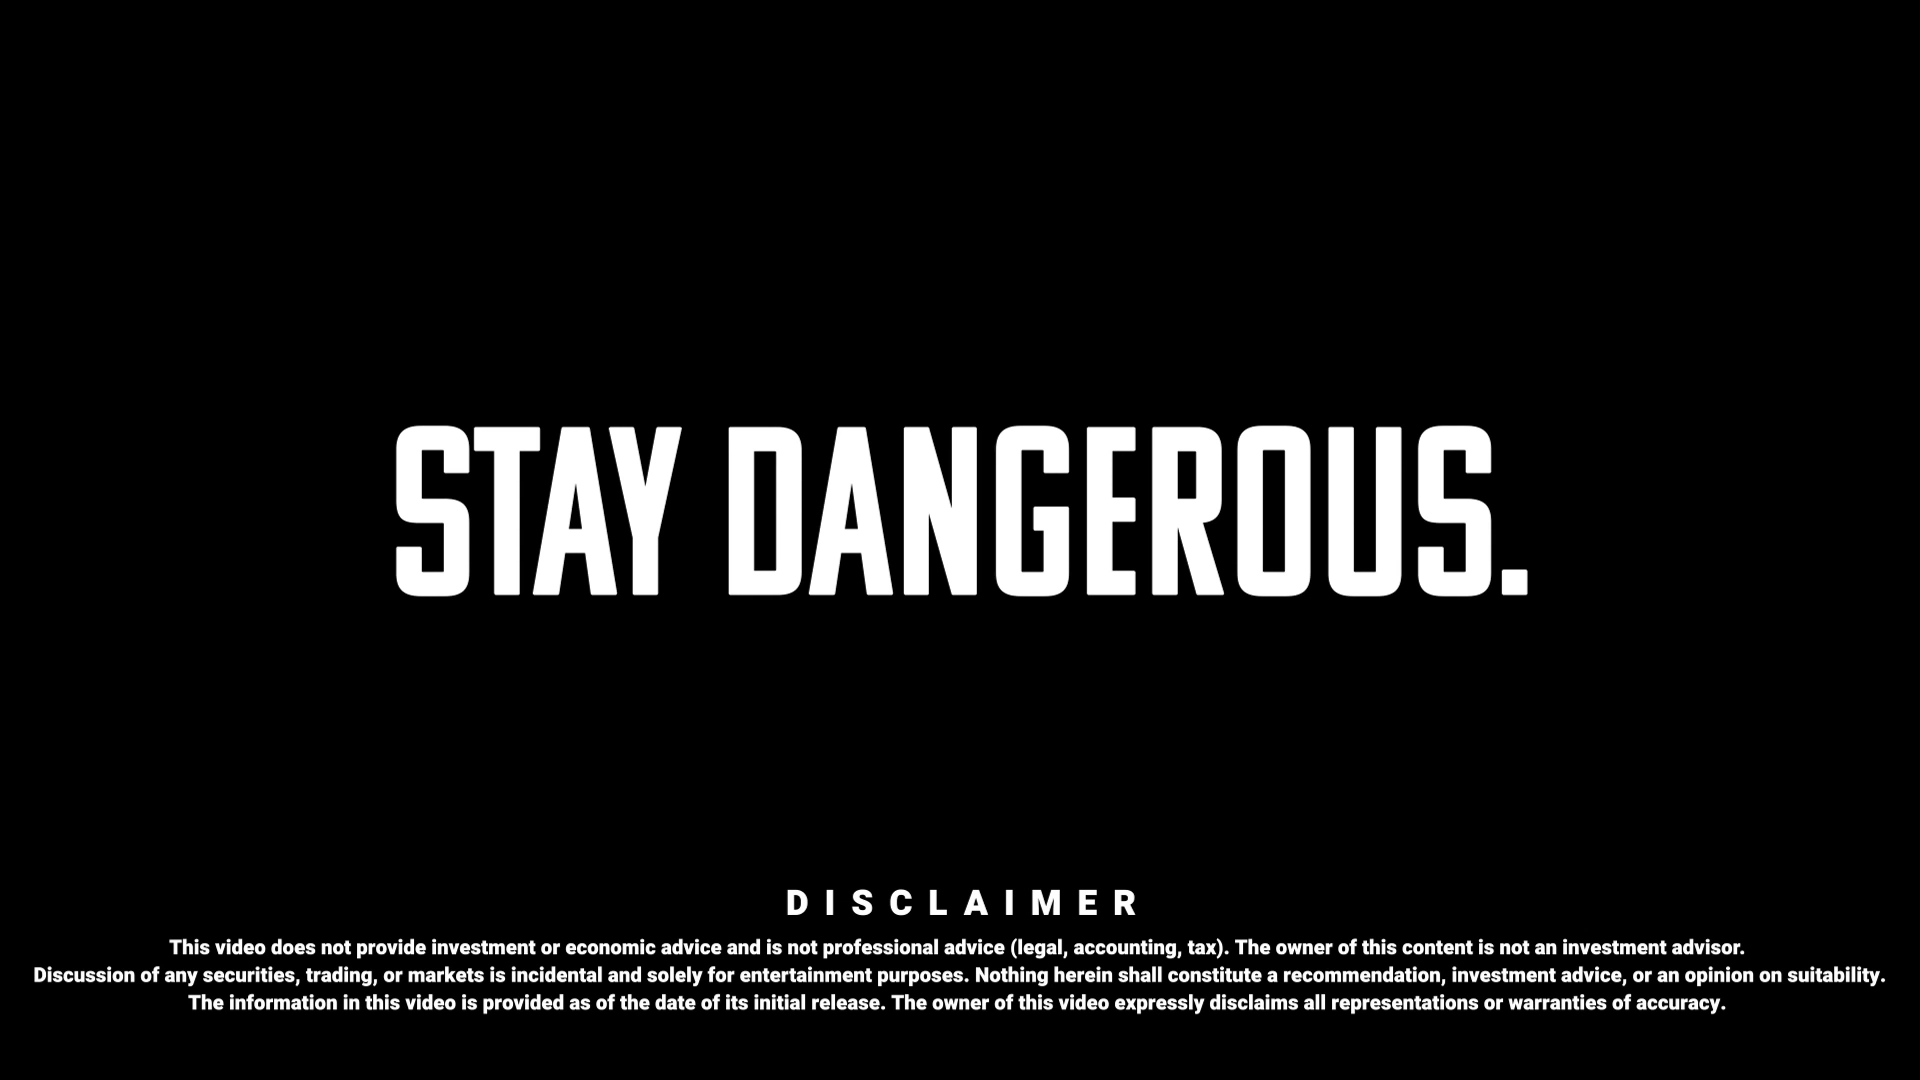 STAY DANGEROUS.
DISCLAIMER
This video does not provide investment or economic advice and is not professional advice (legal, accounting, tax). The owner of this content is not an investment advisor.
Discussion of any securities, trading, or markets is incidental and solely for entertainment purposes. Nothing herein shall constitute a recommendation, investment advice, or an opinion on suitability.
The information in this video is provided as of the date of its initial release. The owner of this video expressly disclaims all representations or warranties of accuracy.